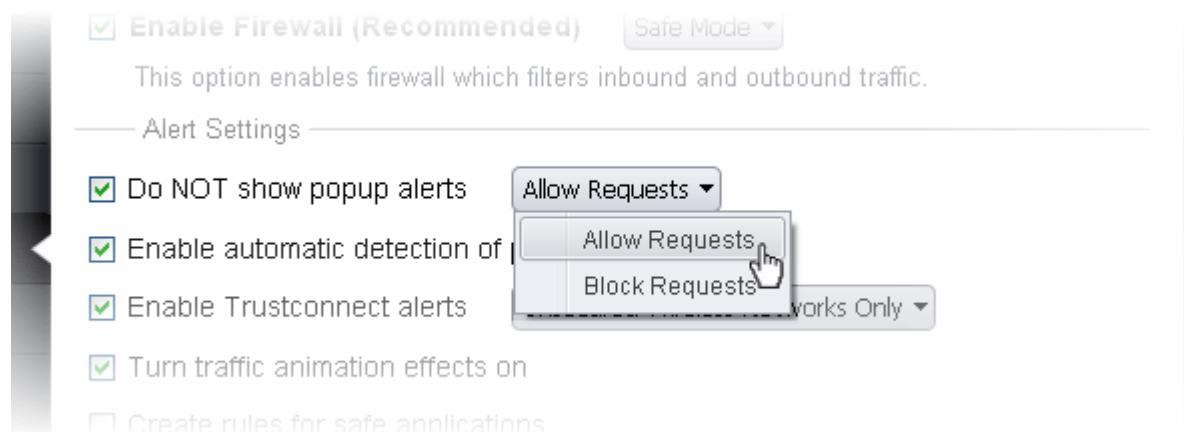 Enable Firewall (Recommended) Safe Mode
This option enables firewall which filters inbound and outbound traffic.
Alert Settings
Do NOT show popup alerts Allow Requests
Allow Requests
Enable automatic detection of
Block Requests
Enable Trustconnect alerts Only
Turn traffic animation effects on
Create rules for safe applications